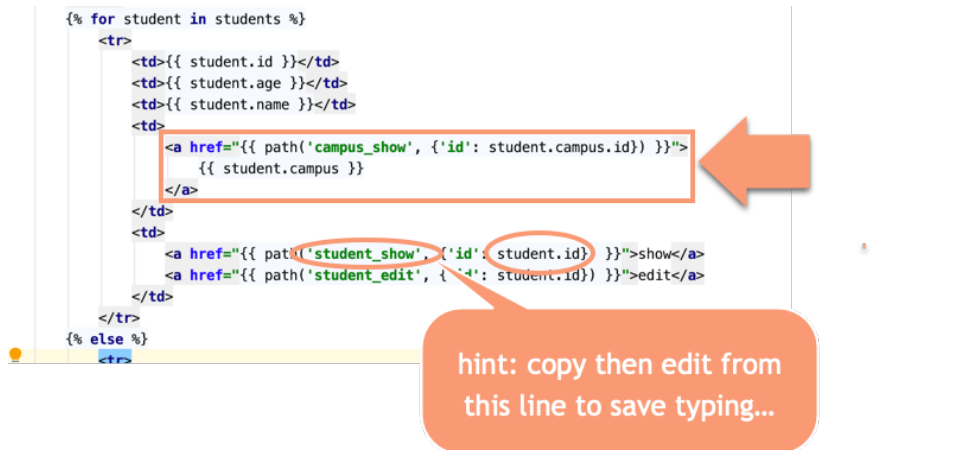 {% for student in students %}
<tr>
<td>{{ student.id }}</td>
<td>{{ student.age }}</td>
<td>{{ student.name }}</td>
<td>
<a href="{{ path('campus_show', {'id': student.campus.id}) }}">
{{ student.campus }}
</a>
</td>
<td>
<a href="{{ path('student_show', {'id': student.id}) }}">show</a>
<a href="{{ path('student_edit', {'id': student.id}) }}">edit</a>
</td>
</tr>
{% else %}
<tr>
hint: copy then edit from
this line to save typing…